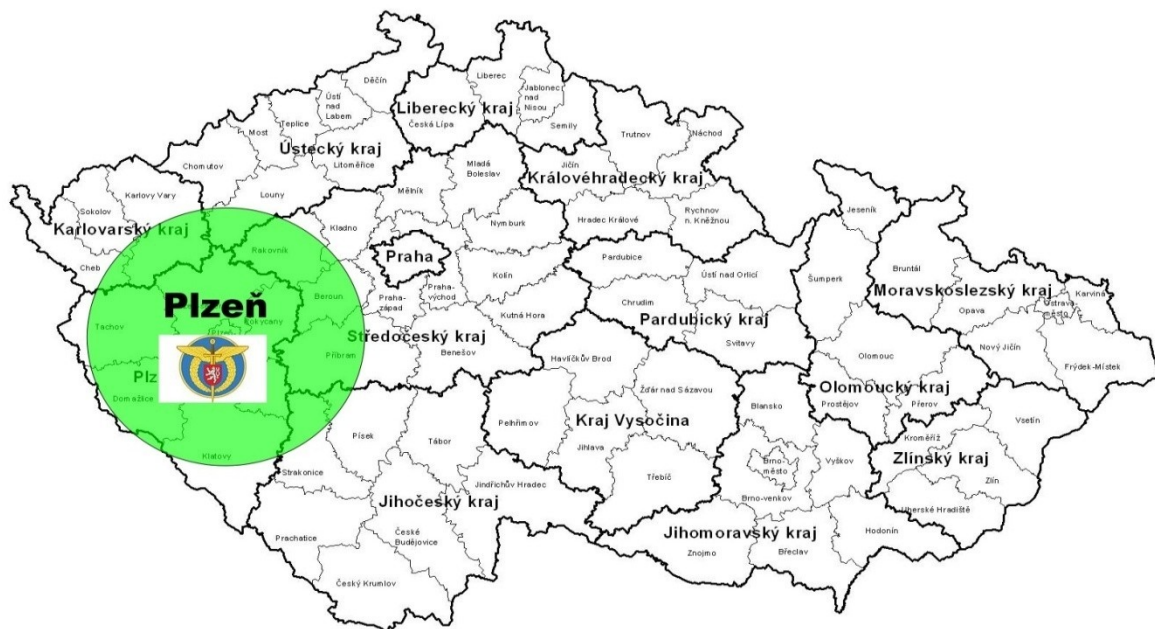 Děčín
Liberec
Ústí
nad
Labem
Jablonec
nad
Nisou
Liberecký kraj
Teplice
Česká Lípa
Semily
Most
Trutnov
Náchod
Ústecký kraj
Chomutov
Litoměřice
Mladá
Boleslav
Jičín
Královéhradecký kraj
Karlovy Vary
Louny
Mělník
Sokolov
Karlovarský kraj
Rakovník
Kladno
Nymburk
Hradec Králové
Rychnov
n. Kněžnou
Jeseník
Cheb
Praha
Pardubice
Ústí nad Orlicí
Šumperk
Bruntál
Kolín
Moravskoslezský kraj
Karviná
Ostrava
město
Opava
Plzeň
Beroun
Praha-
západ
Praha-
východ
Chrudim
Kutná Hora
Pardubický kraj
Tachov
Středočeský kraj
Svitavy
Nový Jičín
Příbram
Benešov
Havlíčkův Brod
Olomouc
Frýdek-Místek
Plz
Žďár nad Sázavou
Olomoucký kraj
Domažlice
Prostějov
Přerov
Blansko
Vsetín
Pelhřimov
Kraj Vysočina
Písek
Tábor
Kroměříž
Klatovy
Jihlava
Brno-
město
Vyškov
Zlínský kraj
Strakonice
Třebíč
Zlín
Jindřichův Hradec
Jihočeský kraj
Brno-venkov
Uherské Hradiště
Prachatice
České
Budějovice
Jihomoravský kraj
Hodonín
Znojmo
Břeclav
Český Krumlov